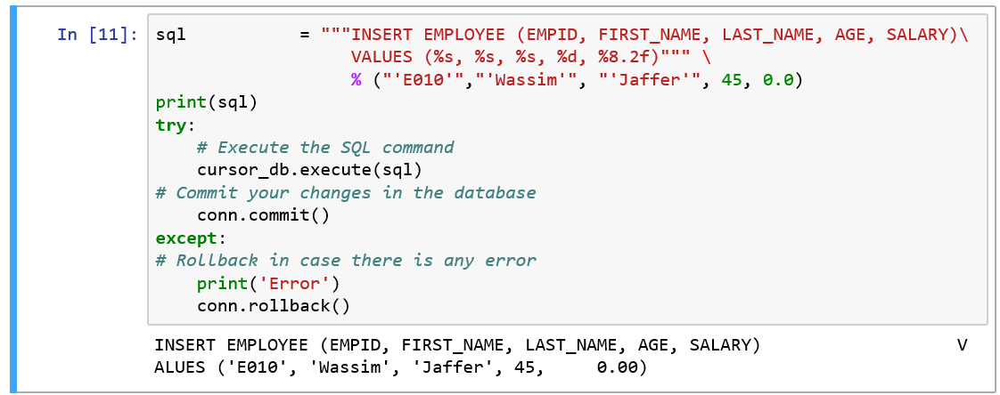 In [11]: sql           = """INSERT EMPLOYEE (EMPID, FIRST_NAME, LAST_NAME, AGE, SALARY)\
                   VALUES (%s, %s, %s, %d, %8.2f)""" \
                   % ("'E010'","'Wassim'", "'Jaffer'", 45, 0.0)
print(sql)
try:
    # Execute the SQL command
    cursor_db.execute(sql)
# Commit your changes in the database
    conn.commit()
except:
# Rollback in case there is any error
    print('Error')
    conn.rollback()
INSERT EMPLOYEE (EMPID, FIRST_NAME, LAST_NAME, AGE, SALARY)                   V
ALUES ('E010', 'Wassim', 'Jaffer', 45,     0.00)